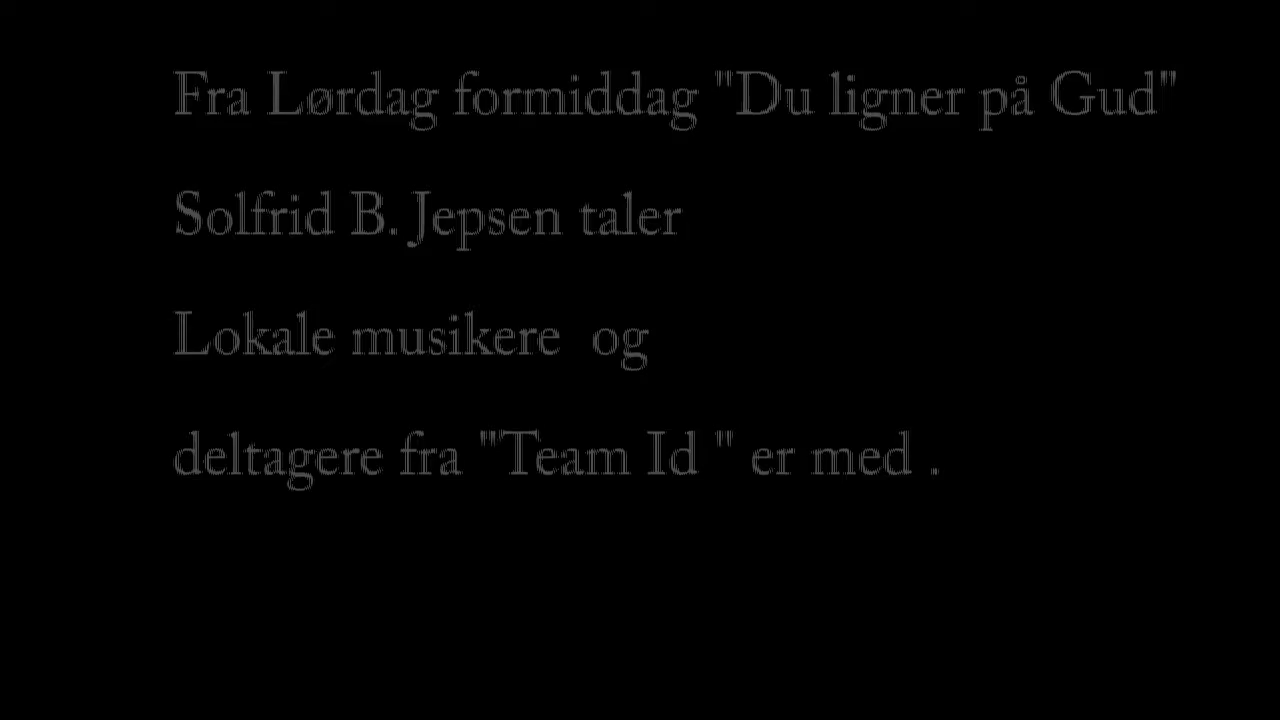 Fra Lørdag formiddag "Du ligner på Gud"
Solfrid B. Jepsen taler
Lokale musikere  og
deltagere fra "Team Id " er med .